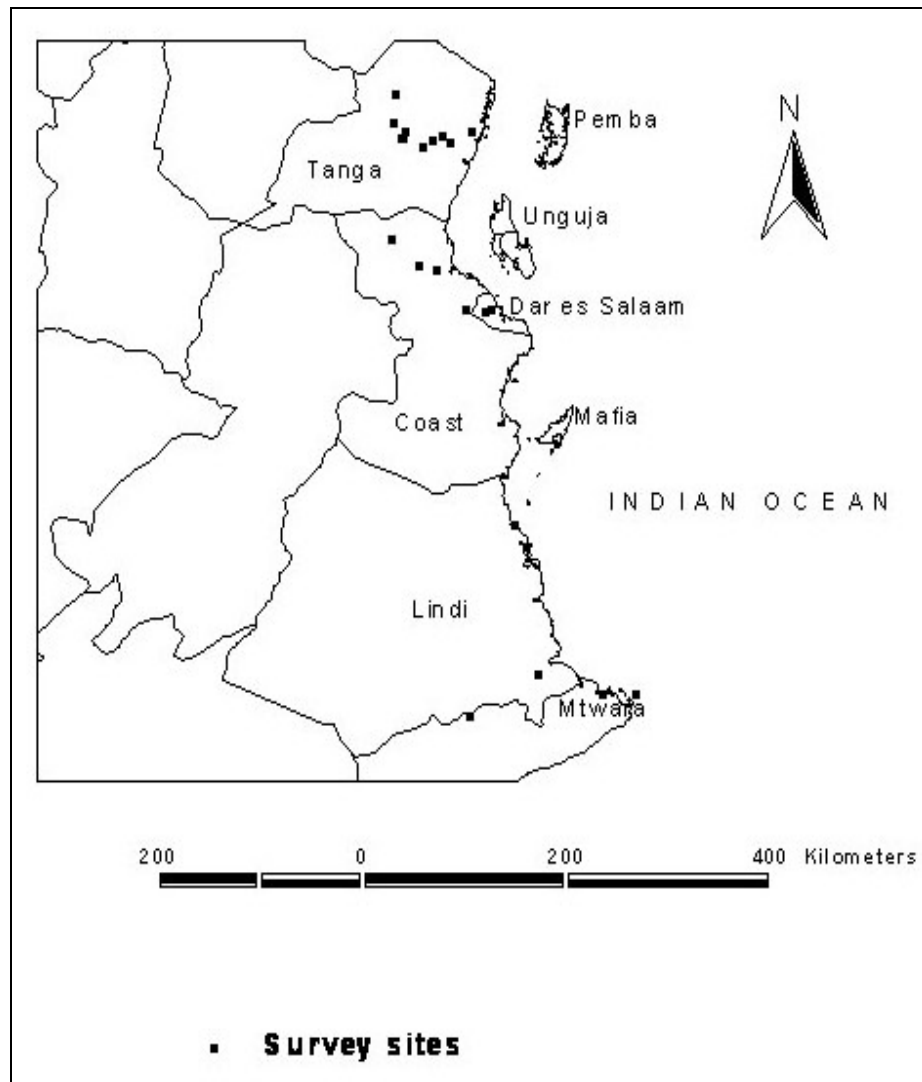 N
Pemba
Tanga
Unguja
Dar es Salaam
Coast
Mafia
INDIAN OCEAN
Lindi
Mtwara
200 0 200 400 Kilometers
Survey sites